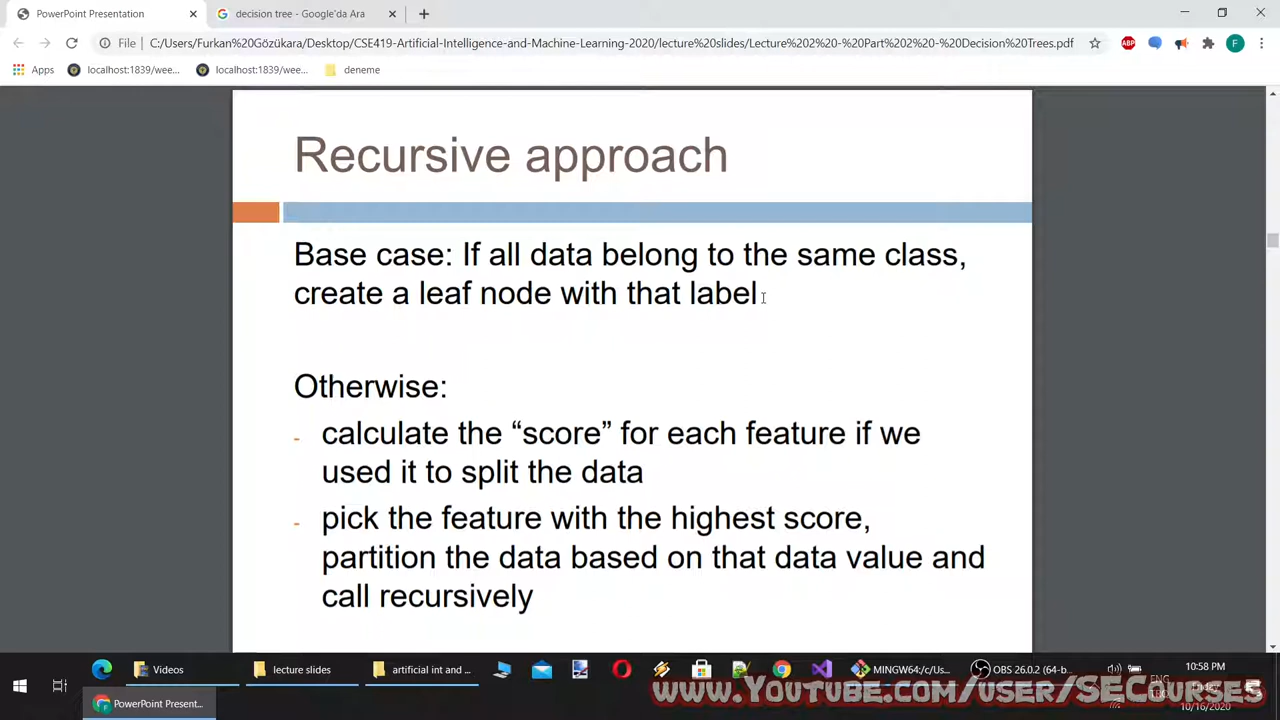 PowerPoint Presentation
decision tree - Google'da Ara
File
C:/Users/Furkan%20Gözükara/Desktop/CSE419-Artificial-Intelligence-and-Machine-Learning-2020/lecture%20slides/Lecture%202%20-%20Part%202%20-%20Decision%20Trees.pdf
ABP
F
Apps
localhost:1839/wee...
localhost:1839/wee...
deneme
Recursive approach
Base case: If all data belong to the same class,
create a leaf node with that label
Otherwise:
- calculate the “score” for each feature if we
used it to split the data
- pick the feature with the highest score,
partition the data based on that data value and
call recursively
Videos
lecture slides
artificial int and ...
MINGW64:/c/Us...
OBS 26.0.2 (64-b...
ENG
10:58 PM
Friday
10/16/2020
PowerPoint Present...
www.Youtube.com/user/SECourses